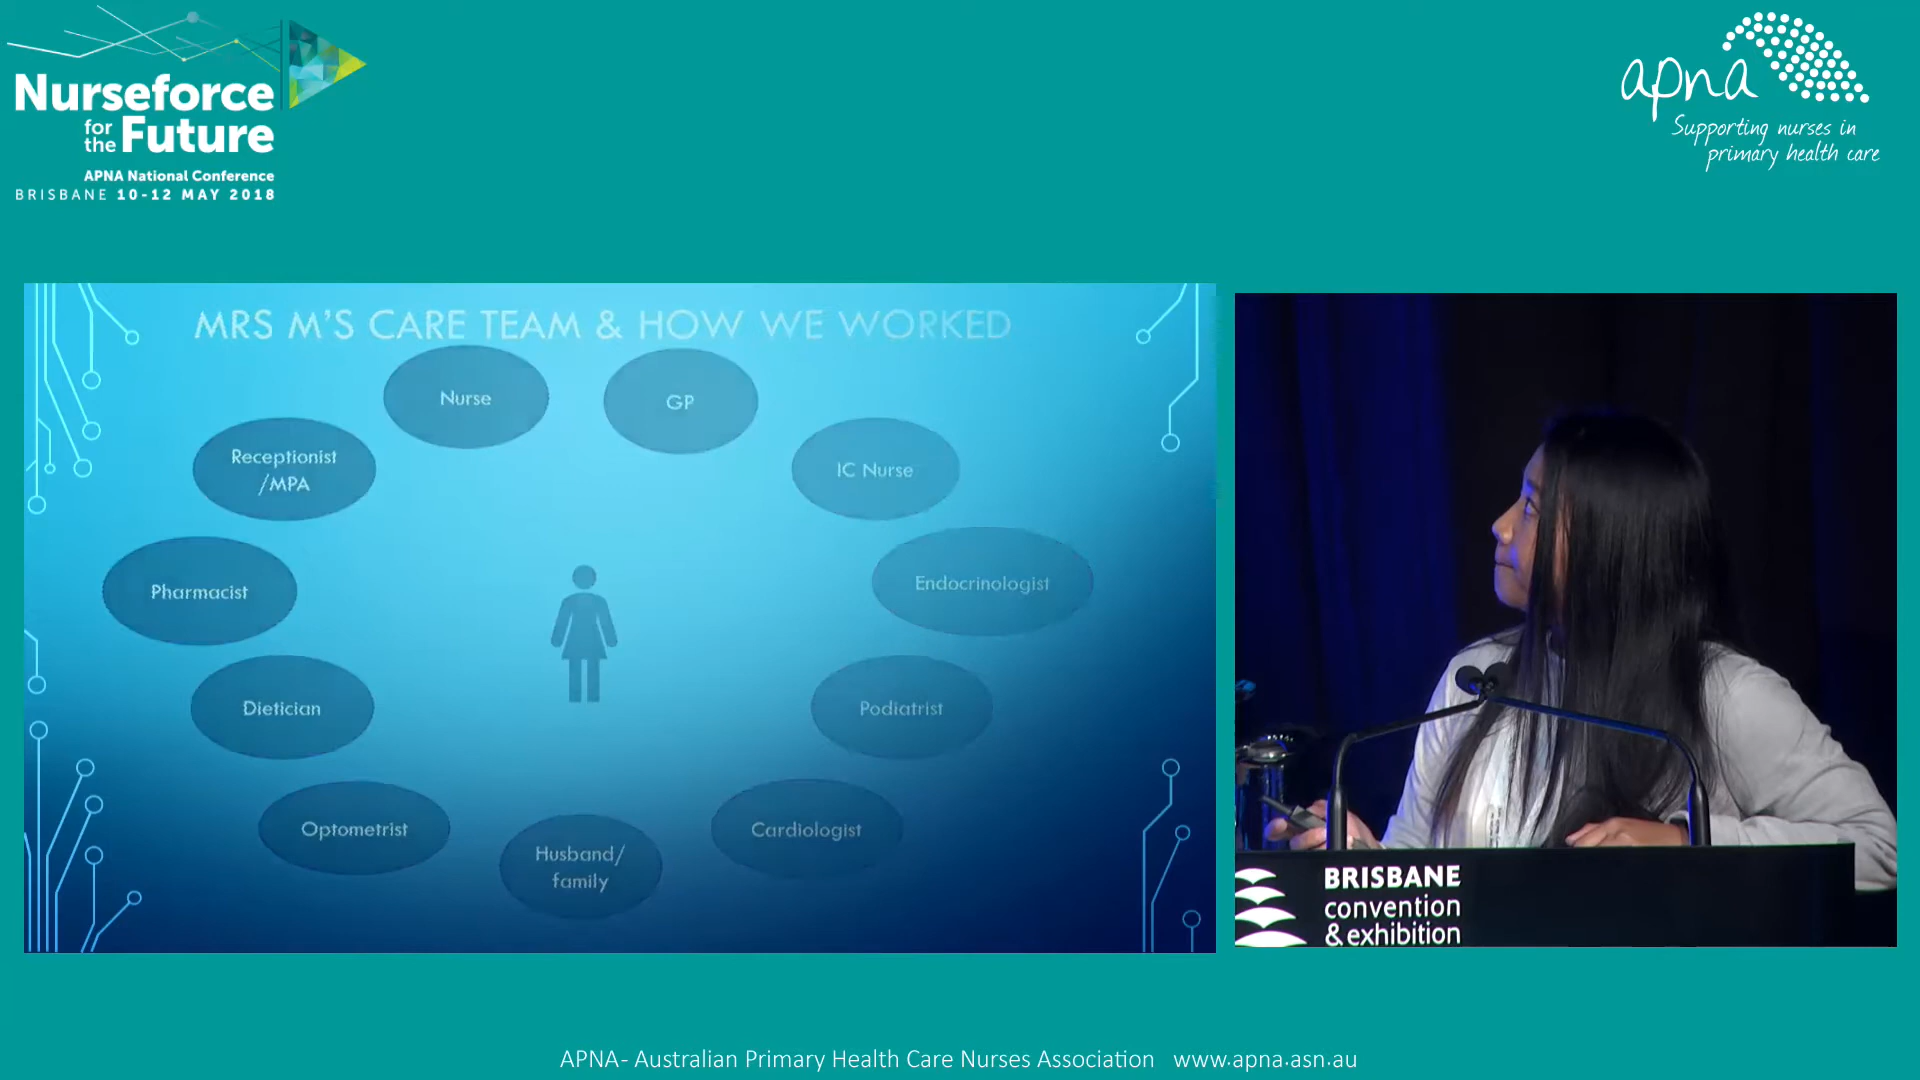 Nurseforce
for
the Future
APNA National Conference
BRISBANE 10-12 MAY 2018
apna
Supporting nurses in
primary health care
MRS M'S CARE TEAM & HOW WE WORKED
Nurse
GP
Receptionist
/MPA
IC Nurse
Pharmacist
Endocrinologist
Dietician
Podiatrist
Optometrist
Husband/
family
Cardiologist
BRISBANE
convention
& exhibition
APNA- Australian Primary Health Care Nurses Association www.apna.asn.au